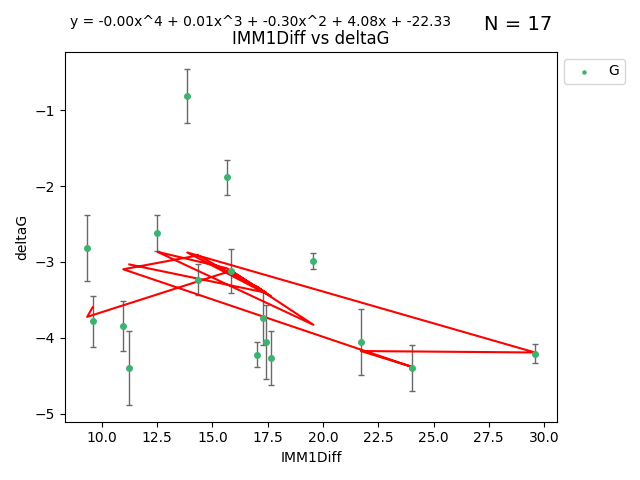 y = -0.00x^4 + 0.01x^3 + -0.30x^2 + 4.08x + -22.33
N = 17
IMM1Diff vs deltaG
G
−1
−2
−3
−4
−5
deltaG
10.0 12.5 15.0 17.5 20.0 22.5 25.0 27.5 30.0
IMM1Diff